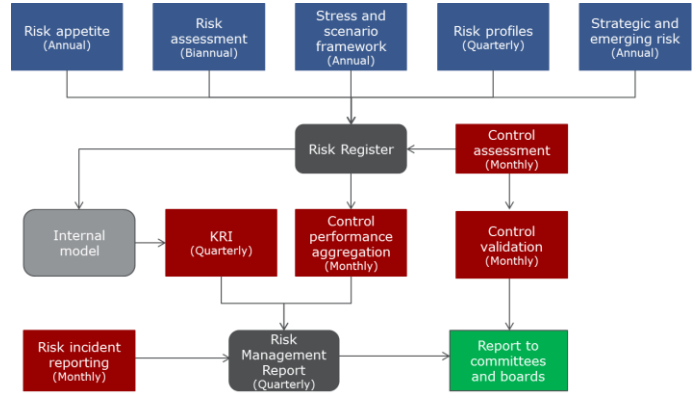 Risk appetite
(Annual)
Risk
assessment
(Biannual)
Stress and
scenario
framework
(Annual)
Risk profiles
(Quarterly)
Strategic and
emerging risk
(Annual)
Risk Register
Control
assessment
(Monthly)
Internal
model
KRI
(Quarterly)
Control
performance
aggregation
(Monthly)
Control
validation
(Monthly)
Risk incident
reporting
(Monthly)
Risk
Management
Report
(Quarterly)
Report to
committees
and boards